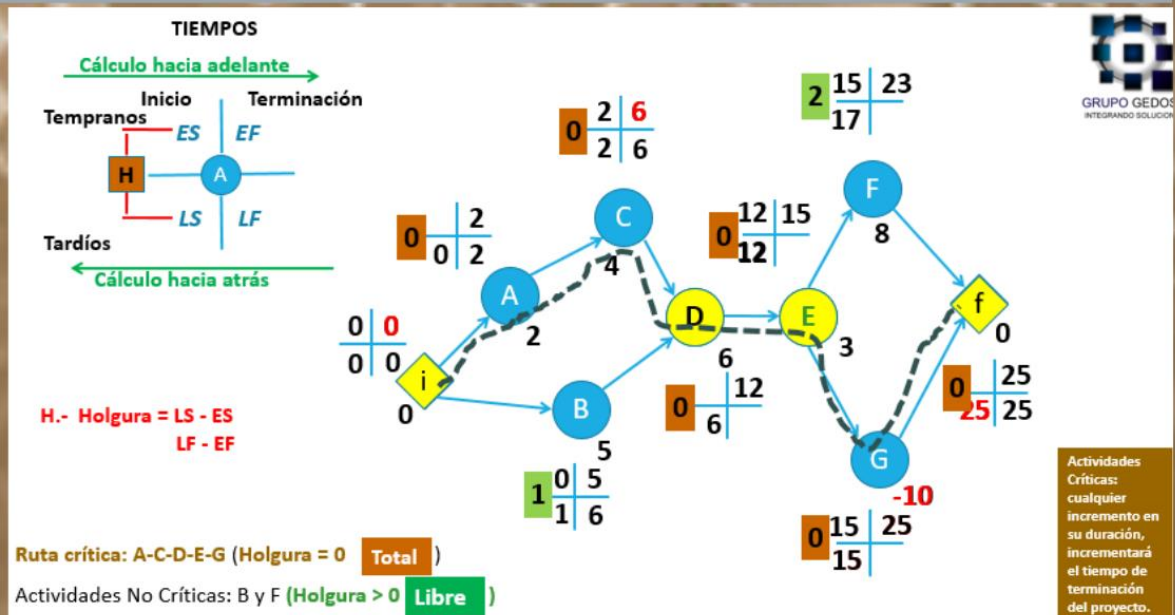 TIEMPOS
Cálculo hacia adelante
Inicio Terminación
Tempranos
ES EF
H A
LS LF
Tardíos
Cálculo hacia atrás
H.- Holgura = LS - ES
LF - EF
0 0
0 0
i
0
0 2
0 2
A
2
0 2 6
2 6
C
4
B
5
1 0 5
1 6
D
6
0 12
6
0 12 15
12
E
3
2 15 23
17
F
8
G
-10
0 15 25
15
f
0
0 25
25 25
GRUPO GEDOS
INTEGRANDO SOLUCION
Ruta crítica: A-C-D-E-G (Holgura = 0 Total )
Actividades No Críticas: B y F (Holgura > 0 Libre )
Actividades
Críticas:
cualquier
incremento en
su duración,
incrementará
el tiempo de
terminación
del proyecto.